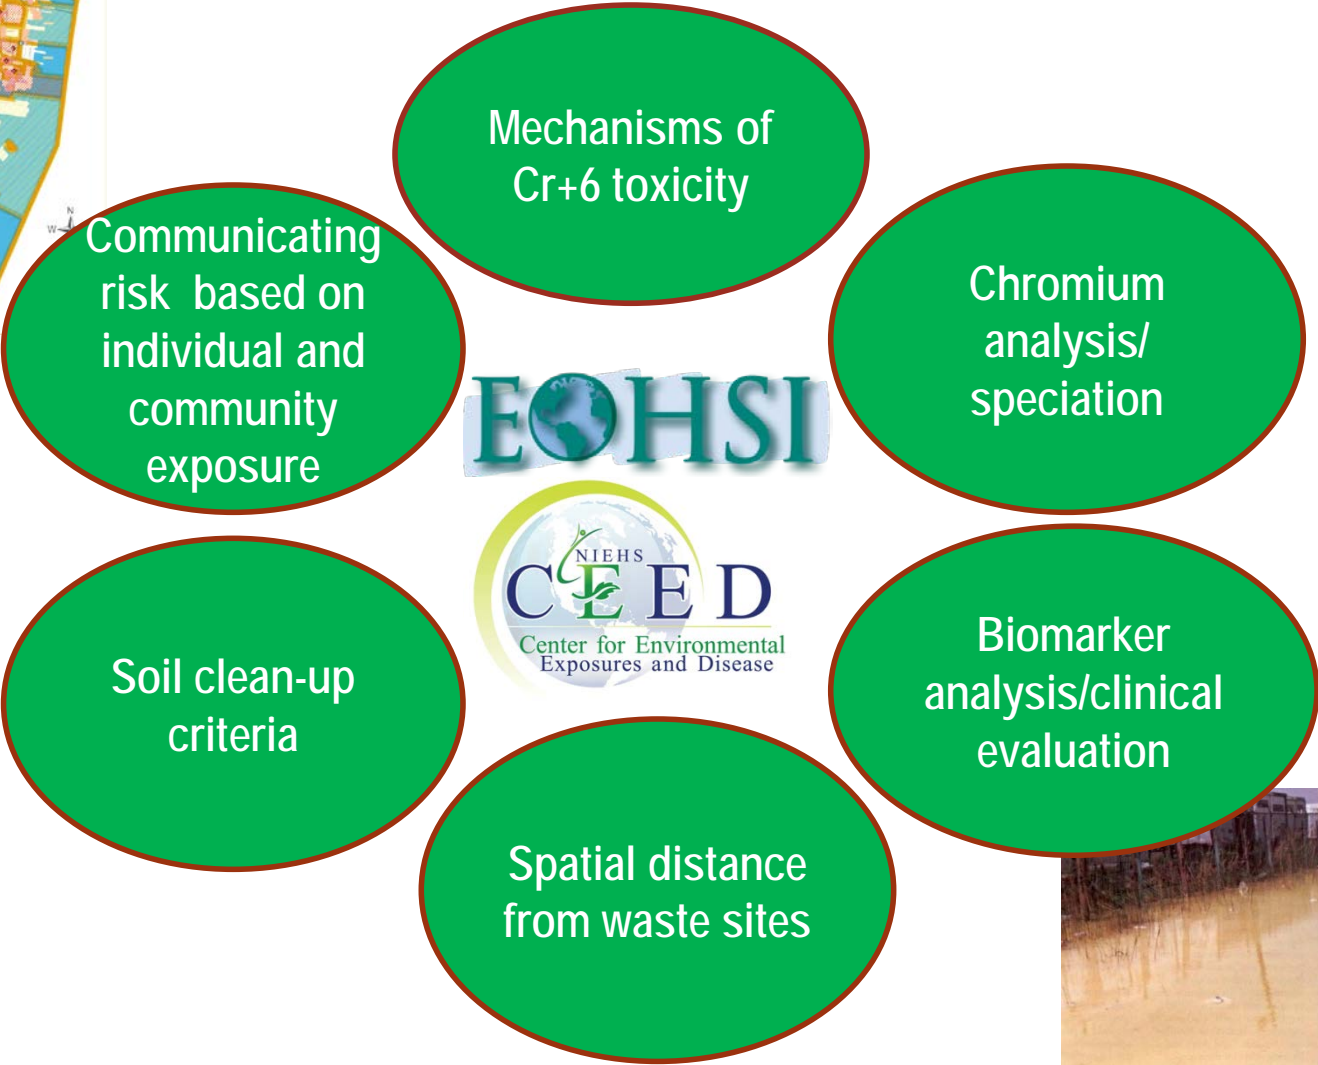 Mechanisms of
Cr+6 toxicity
N
W
Communicating
risk based on
individual and
community
exposure
Chromium
analysis/
speciation
EOHSI
NIEHS
CEED
Center for Environmental
Exposures and Disease
Soil clean-up
criteria
Biomarker
analysis/clinical
evaluation
Spatial distance
from waste sites